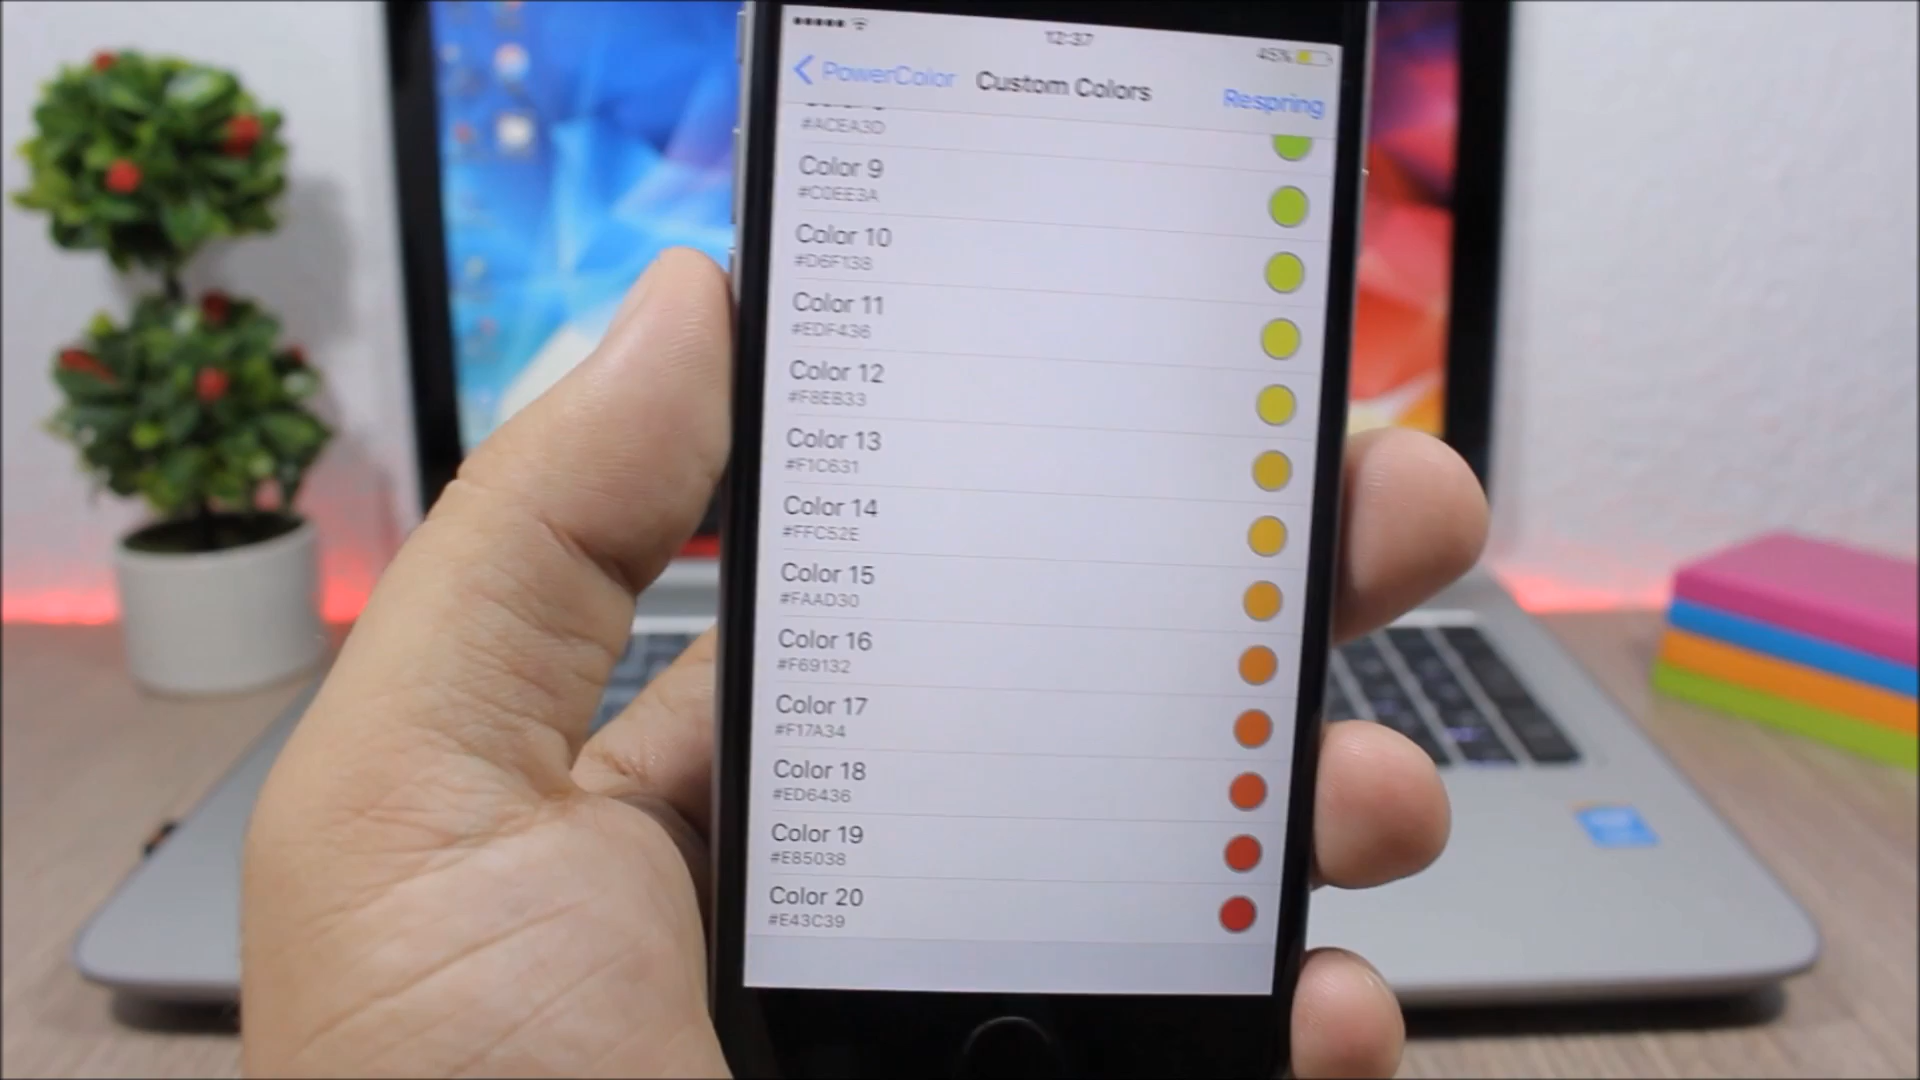 12:37
45%
PowerColor
Custom Colors
Respring
#ACEA3D
Color 9
#C0EE3A
Color 10
#D6F138
Color 11
#EDF436
Color 12
#F8EB33
Color 13
#F1C631
Color 14
#FFC52E
Color 15
#FAAD30
Color 16
#F69132
Color 17
#F17A34
Color 18
#ED6436
Color 19
#E85038
Color 20
#E43C39